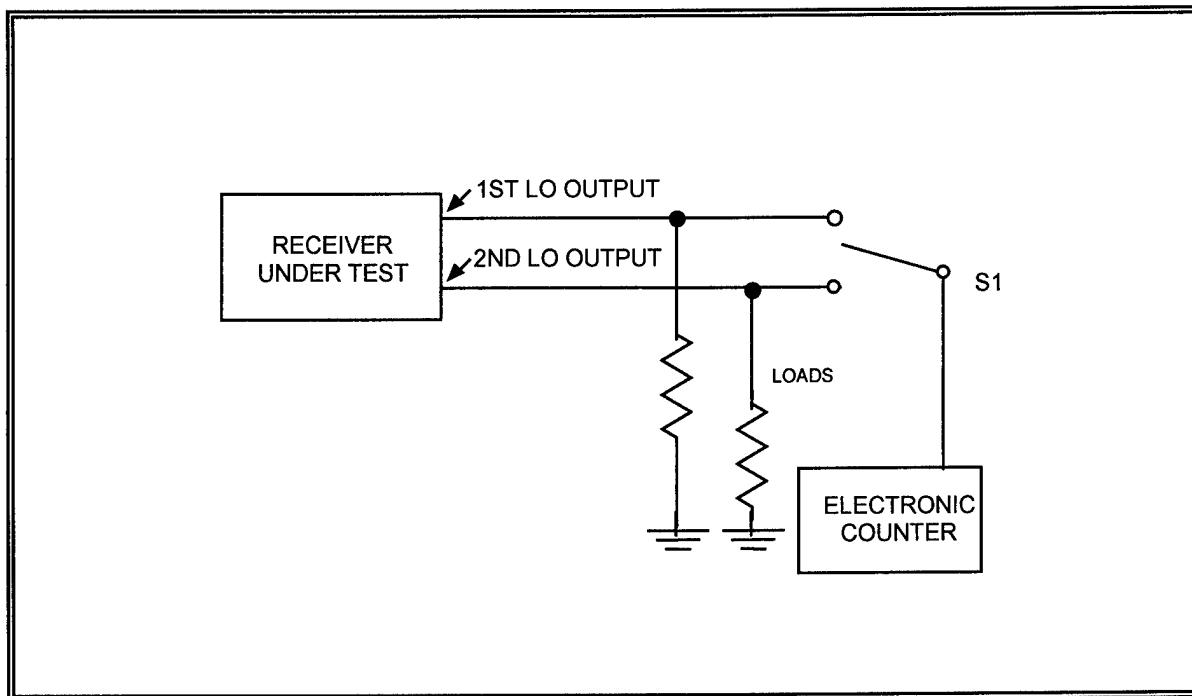 1ST LO OUTPUT
RECEIVER
UNDER TEST
2ND LO OUTPUT
S1
LOADS
ELECTRONIC
COUNTER